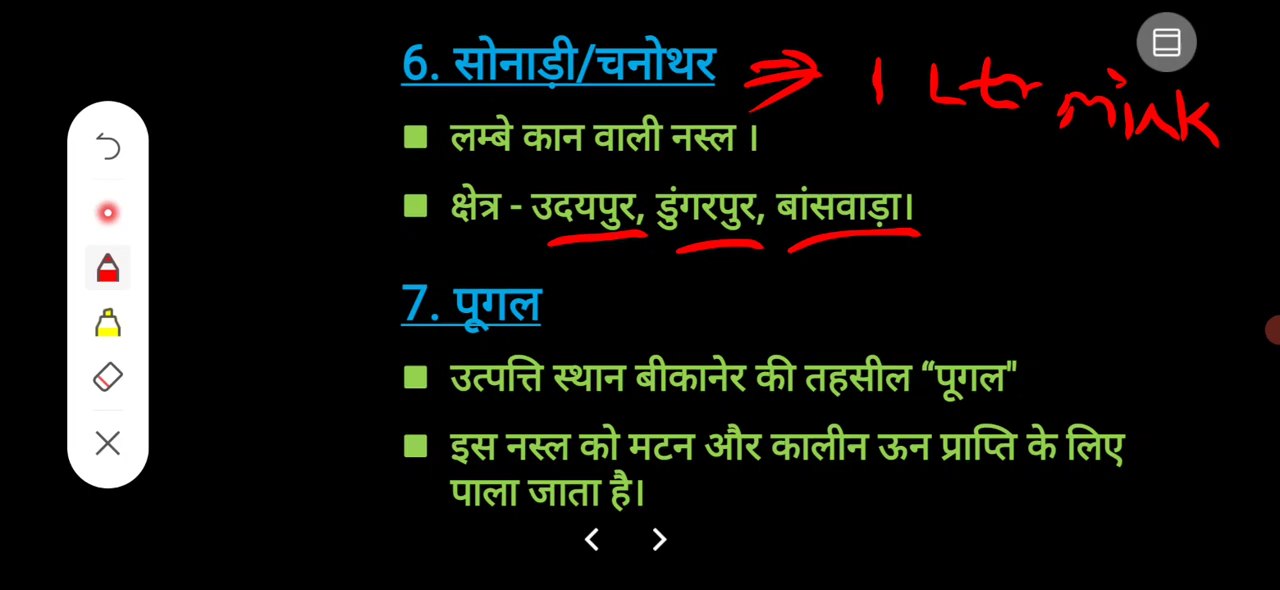 6. सोनाड़ी/चनोथर ⇒ 1 Ltr milk
लम्बे कान वाली नस्ल ।
क्षेत्र - उदयपुर, डुंगरपुर, बांसवाड़ा।
7. पूगल
उत्पत्ति स्थान बीकानेर की तहसील “पूगल"
इस नस्ल को मटन और कालीन ऊन प्राप्ति के लिए
पाला जाता है।